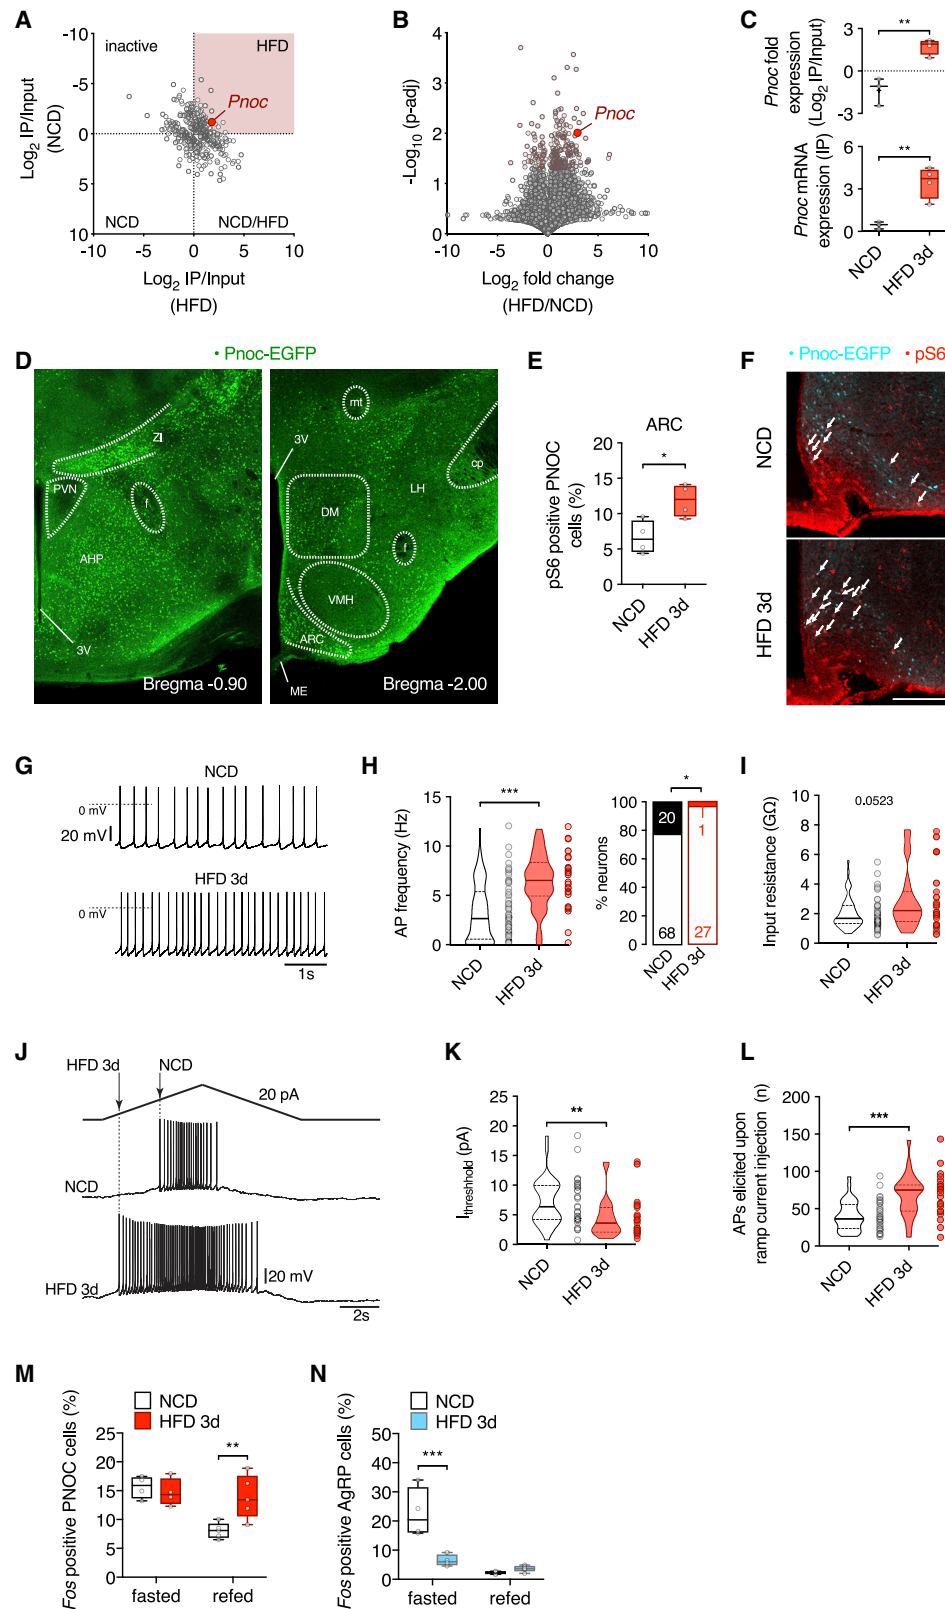 A
-10
-5
0
5
10
inactive
HFD
Pnoc
NCD
NCD/HFD
Log2 IP/Input
(NCD)
-10 -5 0 5 10
Log2 IP/Input
(HFD)
B
4
3
2
1
0
-Log10 (p-adj)
Pnoc
-10 -5 0 5 10
Log2 fold change
(HFD/NCD)
C
Pnoc fold
expression
(Log2 IP/Input)
3
0
-3
**
Pnoc mRNA
expression (IP)
6
3
0
**
NCD
HFD 3d
D
• Pnoc-EGFP
ZI
PVN
f
AHP
3V
Bregma -0.90
mt
3V
cp
LH
DM
f
VMH
ARC
ME
Bregma -2.00
E
ARC
pS6 positive PNOC
cells (%)
20
15
10
5
0
*
NCD
HFD 3d
F
• Pnoc-EGFP • pS6
NCD
HFD 3d
G
NCD
0 mV
20 mV
HFD 3d
0 mV
1s
H
AP frequency (Hz)
15
10
5
0
***
NCD
HFD 3d
% neurons
100
80
60
40
20
0
*
20
1
68
27
NCD
HFD 3d
I
Input resistance (GΩ)
10
8
6
4
2
0
0.0523
NCD
HFD 3d
J
HFD 3d
NCD
20 pA
NCD
HFD 3d
20 mV
2s
K
Ithreshhold (pA)
25
20
15
10
5
0
**
NCD
HFD 3d
L
APs elicited upon
ramp current injection (n)
200
150
100
50
0
***
NCD
HFD 3d
M
NCD
HFD 3d
Fos positive PNOC cells (%)
25
20
15
10
5
0
**
fasted refed
N
NCD
HFD 3d
Fos positive AgRP cells (%)
50
40
30
20
10
0
***
fasted refed